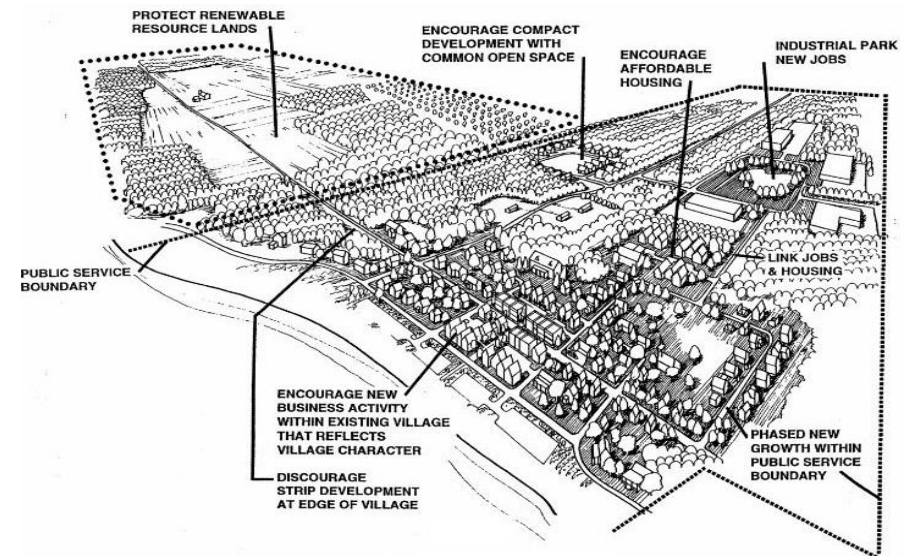 PROTECT RENEWABLE
RESOURCE LANDS
ENCOURAGE COMPACT
DEVELOPMENT WITH
COMMON OPEN SPACE
ENCOURAGE
AFFORDABLE
HOUSING
INDUSTRIAL PARK
NEW JOBS
PUBLIC SERVICE
BOUNDARY
LINK JOBS
& HOUSING
ENCOURAGE NEW
BUSINESS ACTIVITY
WITHIN EXISTING VILLAGE
THAT REFLECTS
VILLAGE CHARACTER
DISCOURAGE
STRIP DEVELOPMENT
AT EDGE OF VILLAGE
PHASED NEW
GROWTH WITHIN
PUBLIC SERVICE
BOUNDARY